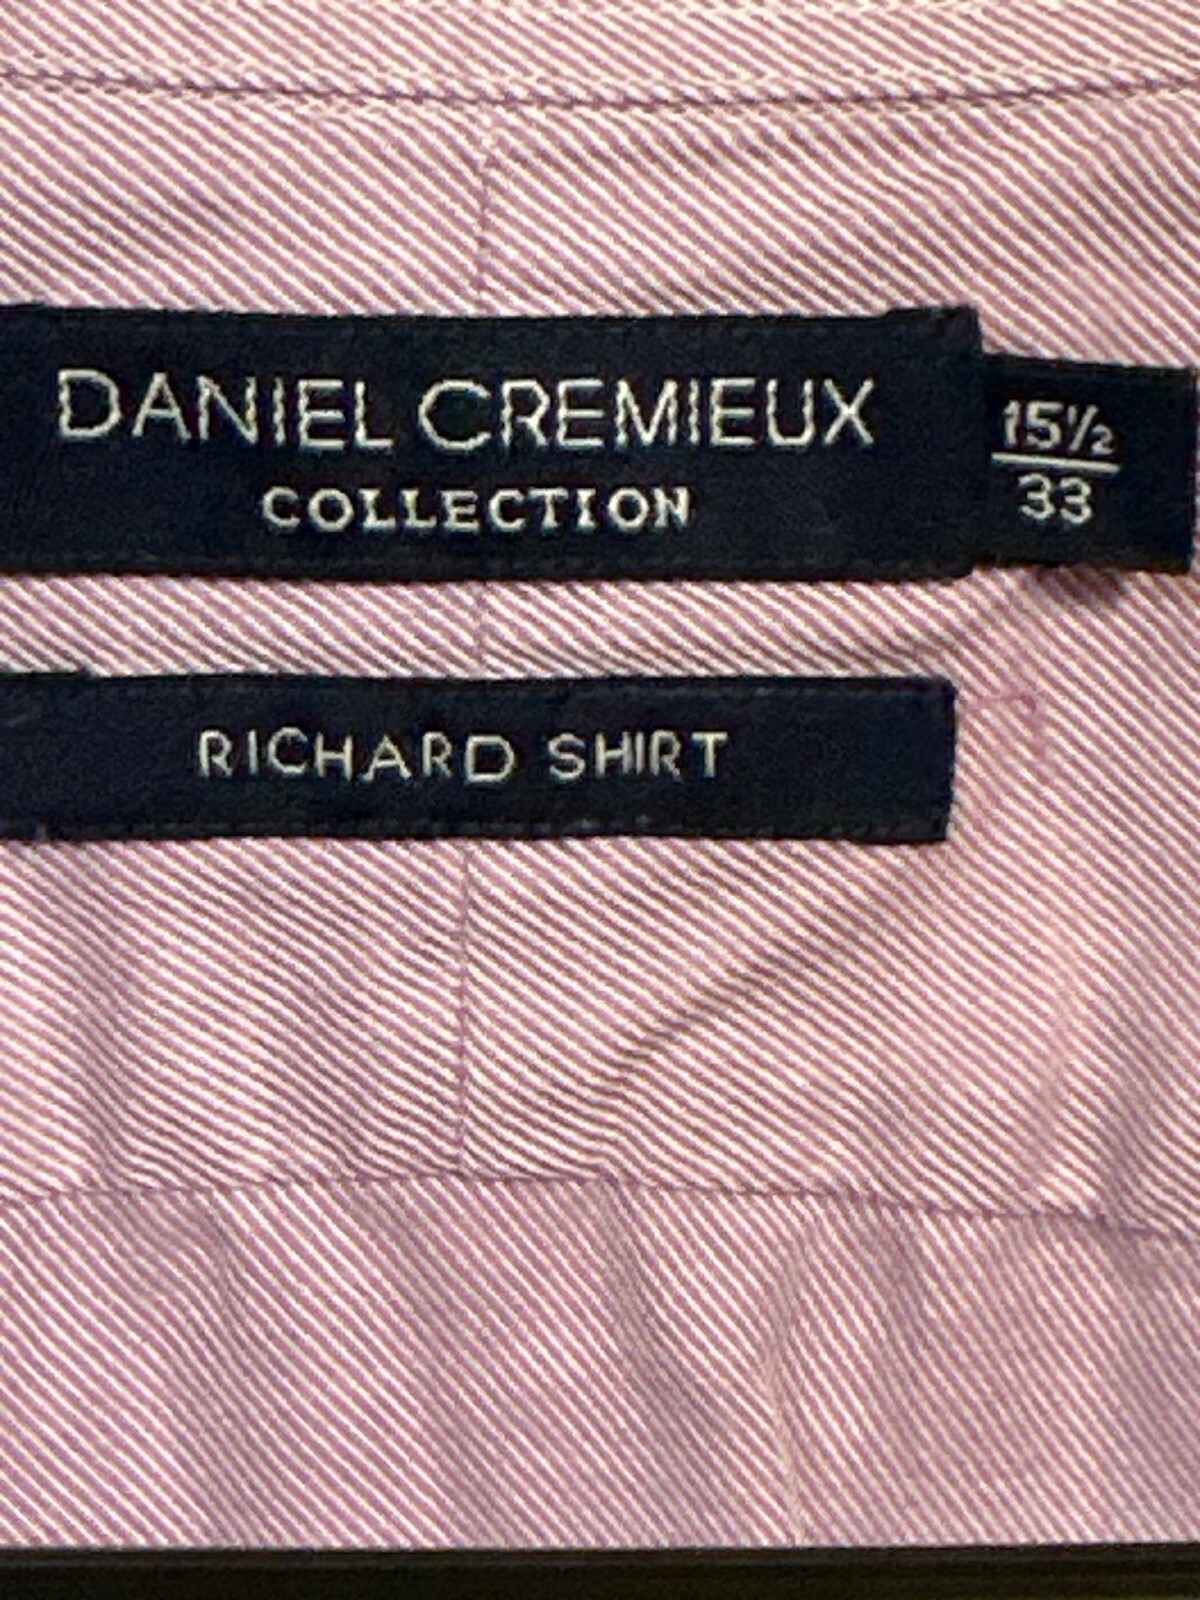 DANIEL CREMIEUX
COLLECTION
15½
33
RICHARD SHIRT